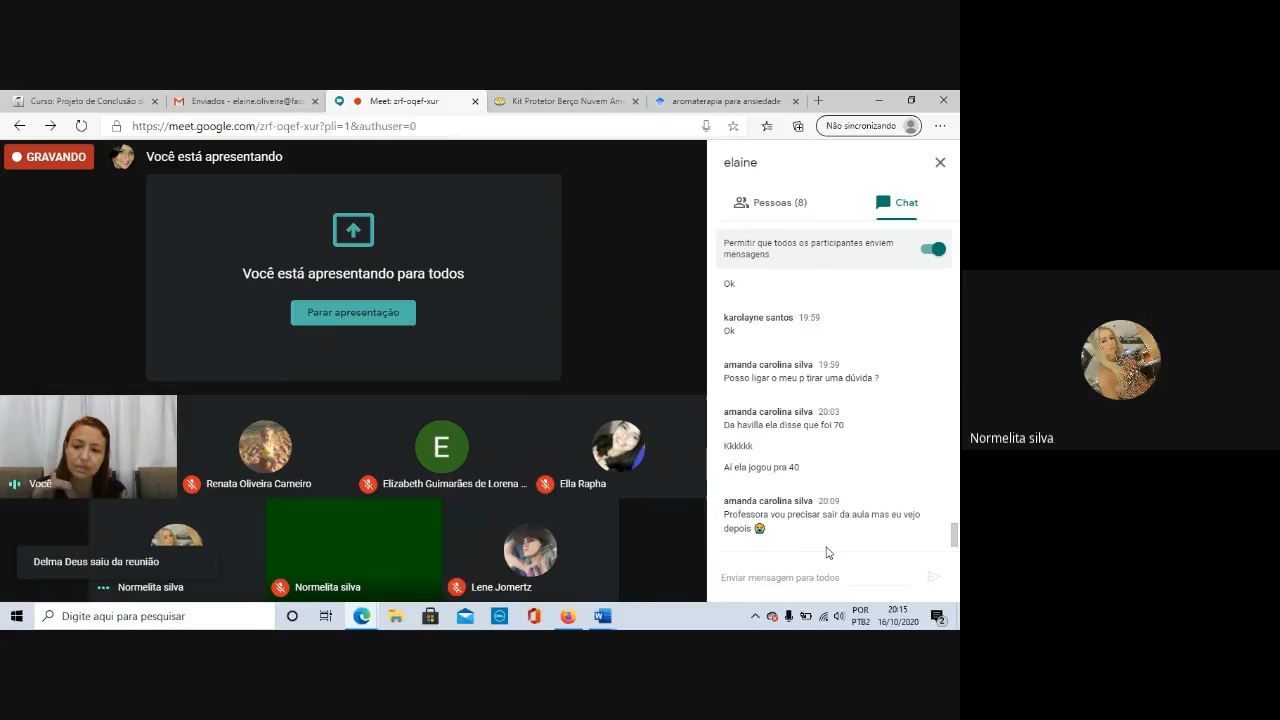 Curso: Projeto de Conclusão d
Enviados - elaine.oliveira@fac
Meet: zrf-oqef-xur
Kit Protetor Berço Nuvem Am
aromaterapia para ansiedade -
https://meet.google.com/zrf-oqef-xur?pli=1&authuser=0
Não sincronizando
GRAVANDO
Você está apresentando
Você está apresentando para todos
Parar apresentação
elaine
Pessoas (8)
Chat
Permitir que todos os participantes enviem
mensagens
Ok
karolayne santos 19:59
Ok
amanda carolina silva 19:59
Posso ligar o meu p tirar uma dúvida ?
amanda carolina silva 20:03
Da havilla ela disse que foi 70
Kkkkkk
Aí ela jogou pra 40
amanda carolina silva 20:09
Professora vou precisar sair da aula mas eu vejo
depois
Enviar mensagem para todos
Você
Renata Oliveira Carneiro
E
Elizabeth Guimarães de Lorena ...
Ella Rapha
Delma Deus saiu da reunião
Normelita silva
Normelita silva
Lene Jomertz
Normelita silva
Digite aqui para pesquisar
POR
PTB2
20:15
16/10/2020
2